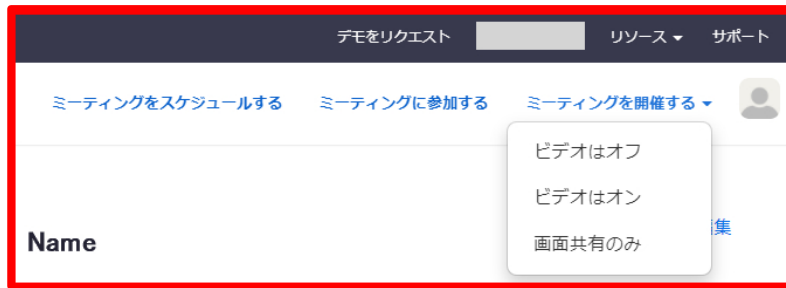 デモをリクエスト リソース サポート
ミーティングをスケジュールする ミーティングに参加する ミーティングを開催する
ビデオはオフ
ビデオはオン
集
Name
画面共有のみ